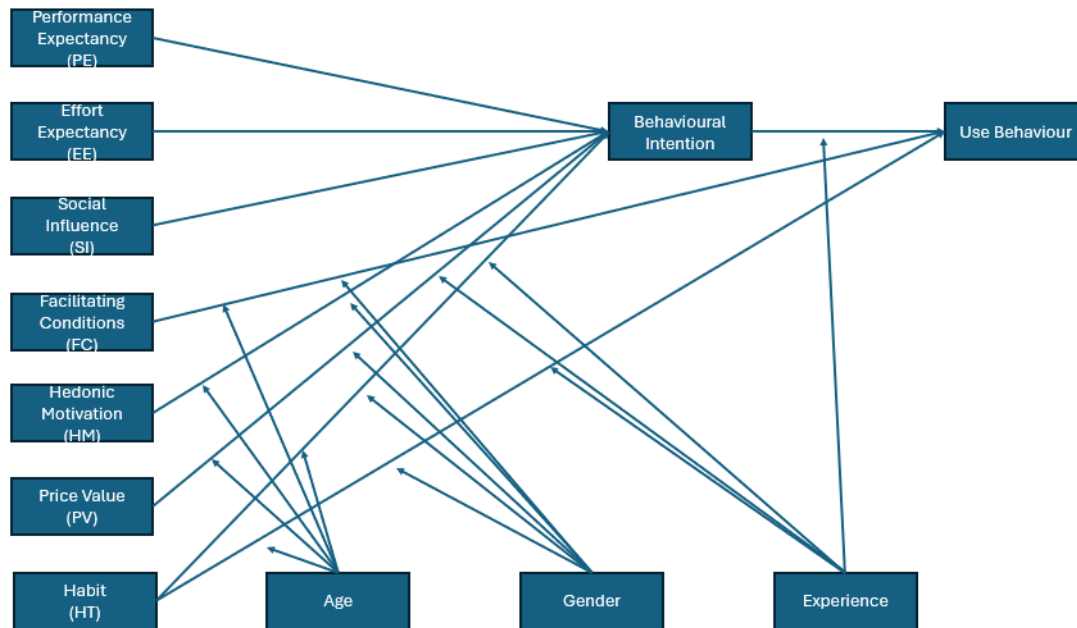 Performance
Expectancy
(PE)
Effort
Expectancy
(EE)
Behavioural
Intention
Use Behaviour
Social
Influence
(SI)
Facilitating
Conditions
(FC)
Hedonic
Motivation
(HM)
Price Value
(PV)
Habit
(HT)
Age
Gender
Experience